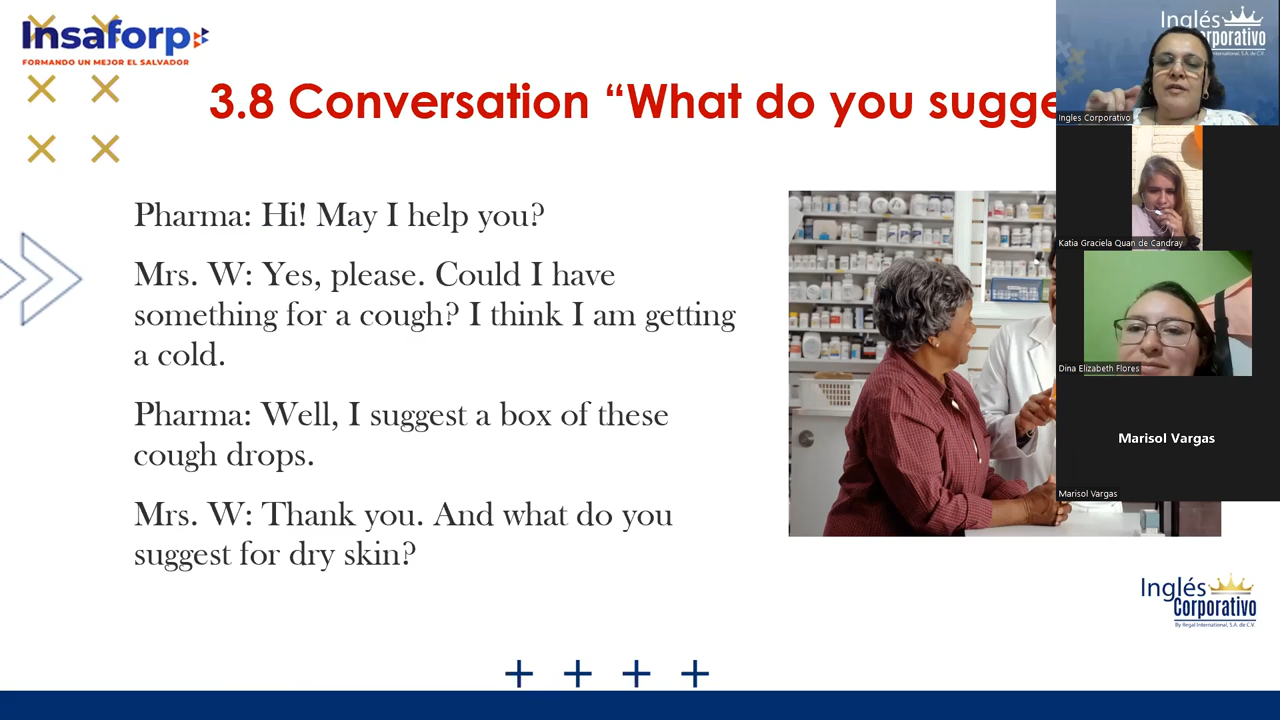 Insaforp
FORMANDO UN MEJOR EL SALVADOR
3.8 Conversation “What do you sugge
Pharma: Hi! May I help you?
Mrs. W: Yes, please. Could I have
something for a cough? I think I am getting
a cold.
Pharma: Well, I suggest a box of these
cough drops.
Mrs. W: Thank you. And what do you
suggest for dry skin?
Inglés
Corporativo
By Regal International, S.A. de C.V.
Inglés
orporativo
Ingles Corporativo
Katia Graciela Quan de Candray
Dina Elizabeth Flores
Marisol Vargas
Marisol Vargas